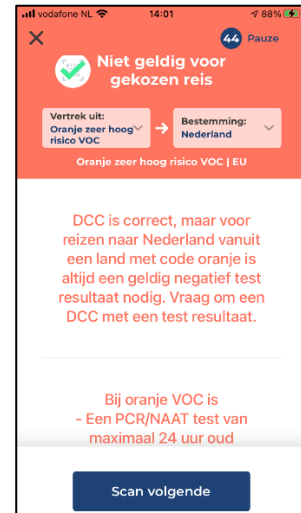 vodafone NL 14:01 88%
44 Pauze
Niet geldig voor
gekozen reis
Vertrek uit:
Oranje zeer hoog
risico VOC
Bestemming:
Nederland
Oranje zeer hoog risico VOC | EU
DCC is correct, maar voor
reizen naar Nederland vanuit
een land met code oranje is
altijd een geldig negatief test
resultaat nodig. Vraag om een
DCC met een test resultaat.
Bij oranje VOC is
- Een PCR/NAAT test van
maximaal 24 uur oud
Scan volgende